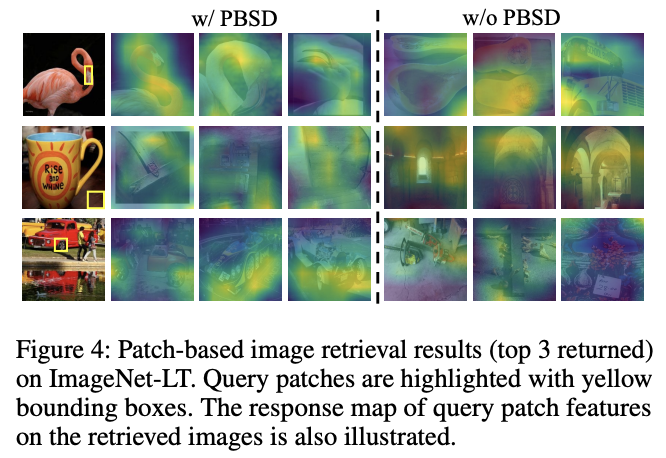 w/ PBSD
w/o PBSD
RiSe
and
WHINE
Figure 4: Patch-based image retrieval results (top 3 returned)
on ImageNet-LT. Query patches are highlighted with yellow
bounding boxes. The response map of query patch features
on the retrieved images is also illustrated.